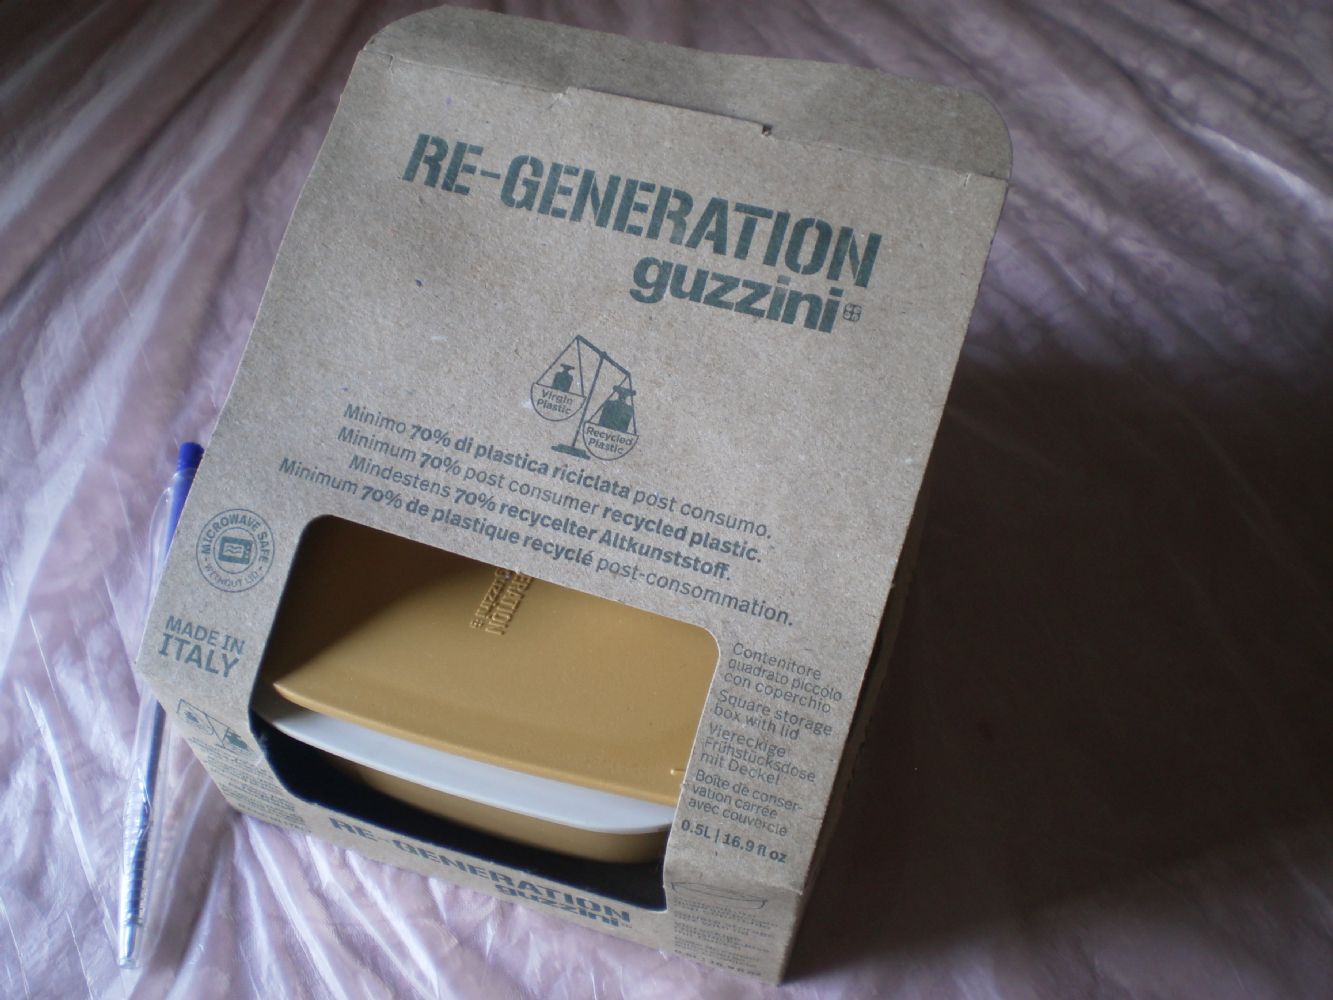 RE-GENERATION
guzzini
Virgin
Plastic
Recycled
Plastic
Minimo 70% di plastica riciclata post consumo.
Minimum 70% post consumer recycled plastic.
Mindestens 70% recycelter Altkunststoff.
Minimum 70% de plastique recyclé post-consommation.
MICROWAVE SAFE
WITHOUT LID
MADE IN
ITALY
ERATION
guzzini
Contenitore
quadrato piccolo
con coperchio
Square storage
box with lid
Viereckige
Frühstücksdose
mit Deckel
Boîte de conser-
vation carrée
avec couvercle
0.5L | 16.9 fl oz
RE-GENERATION
guzzini